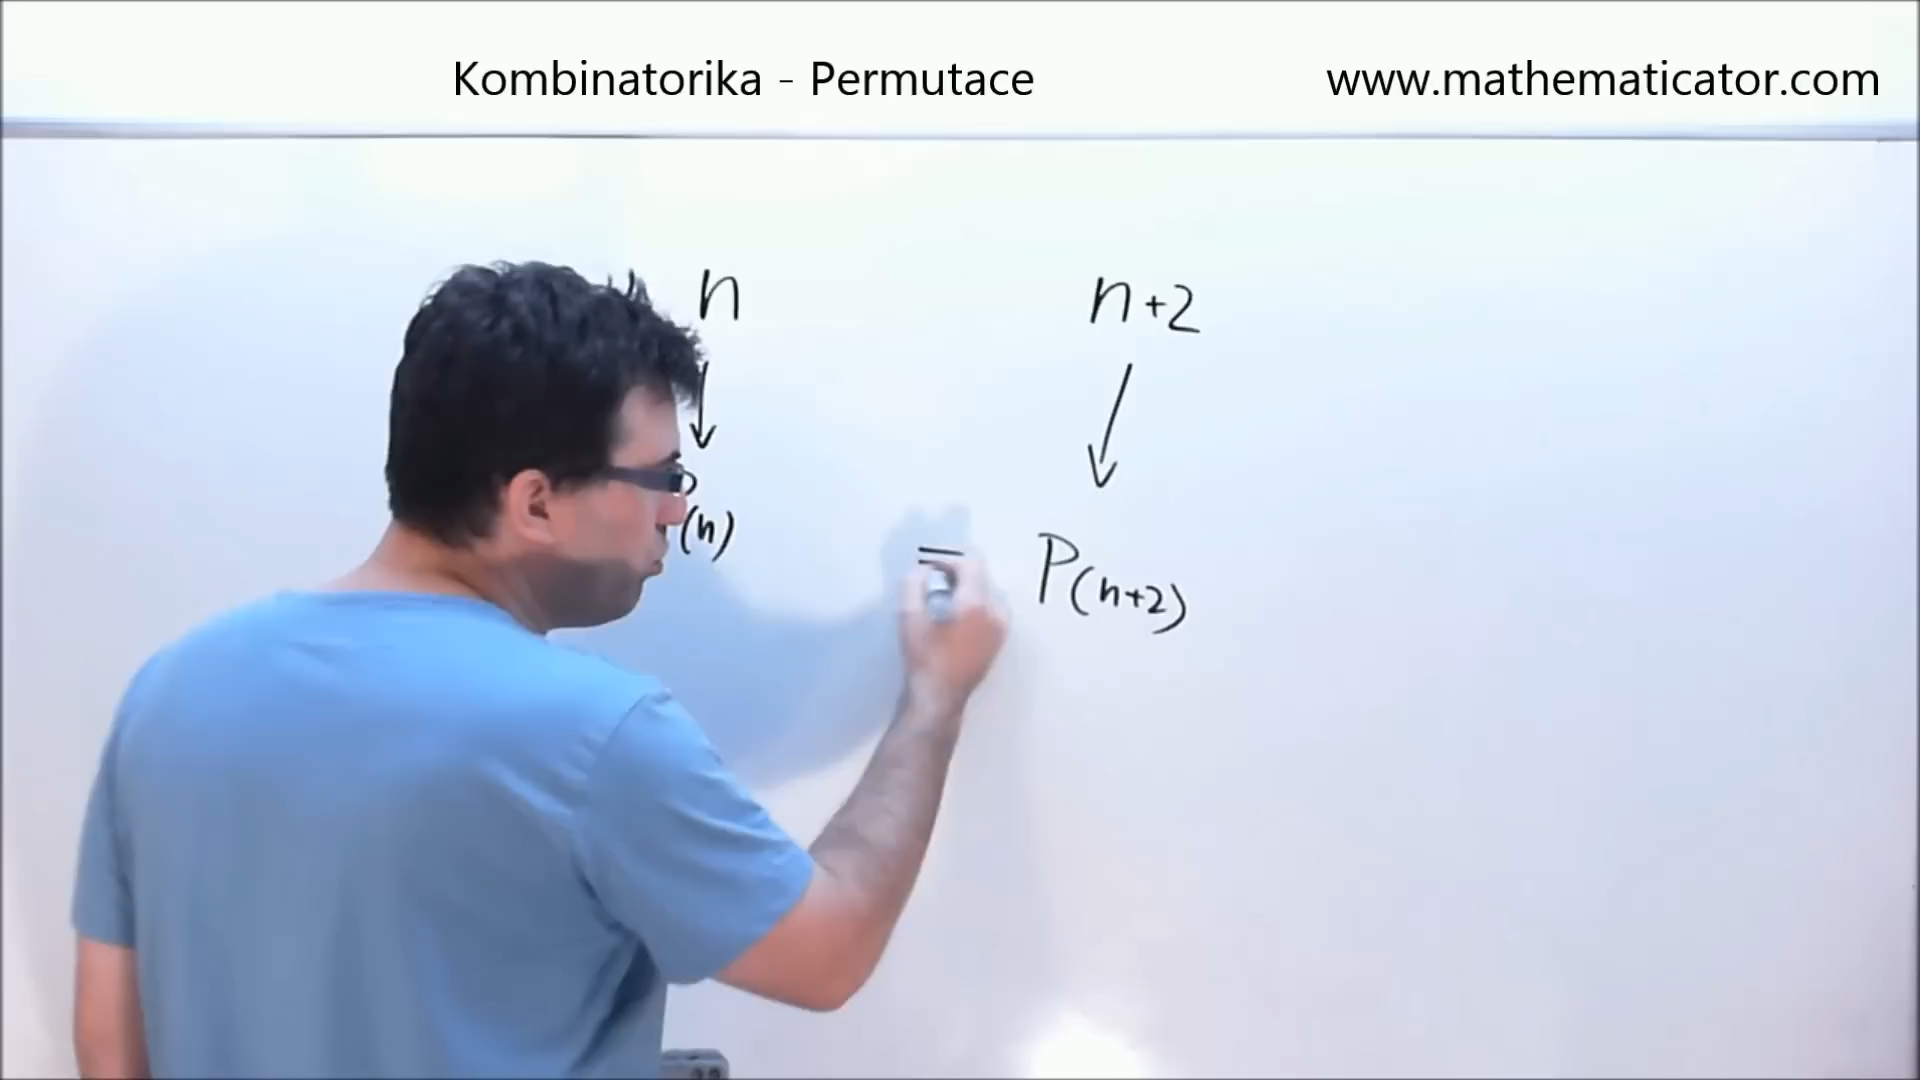 Kombinatorika - Permutace
www.mathematicator.com
n
n+2
(n)
=
P(n+2)